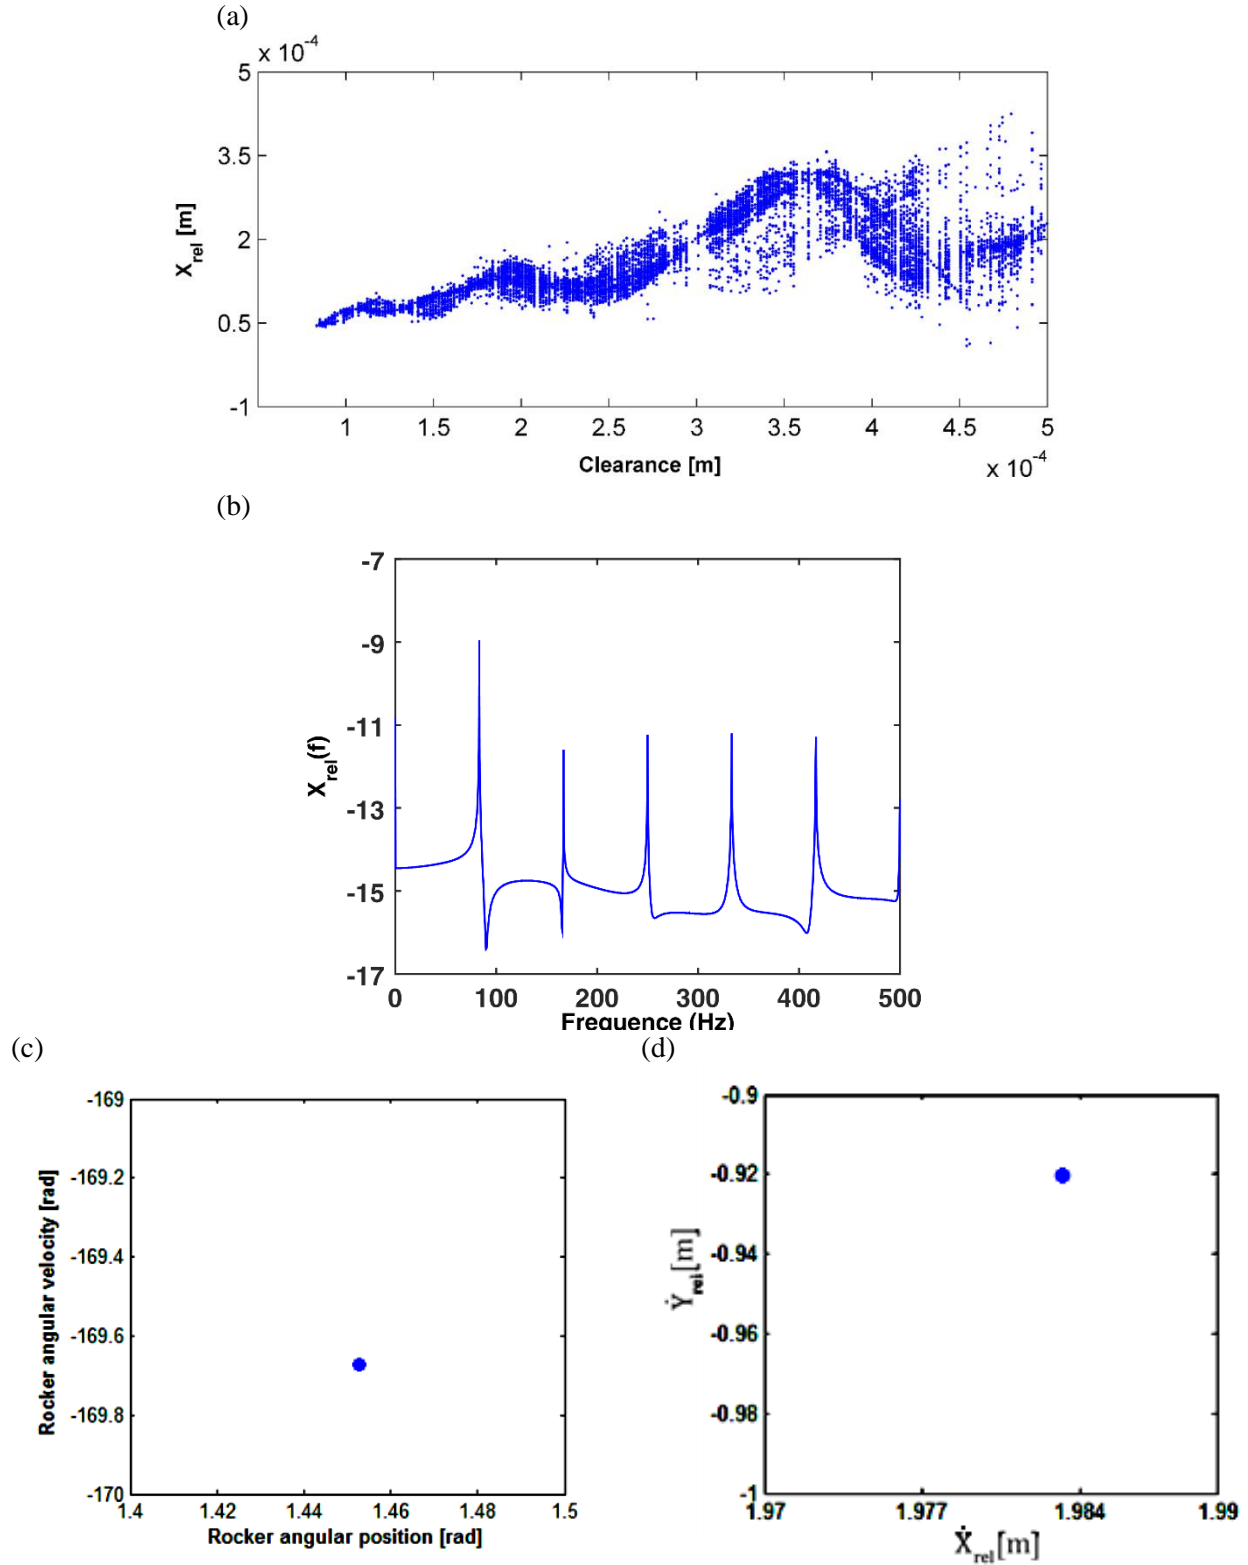 (a)
x 10^-4
5
3.5
2
0.5
-1
X_rel [m]
1 1.5 2 2.5 3 3.5 4 4.5 5
Clearance [m]
x 10^-4
(b)
-7
-9
-11
-13
-15
-17
X_rel(f)
0 100 200 300 400 500
Frequence (Hz)
(c)
-169
-169.2
-169.4
-169.6
-169.8
-170
Rocker angular velocity [rad]
1.4 1.42 1.44 1.46 1.48 1.5
Rocker angular position [rad]
(d)
-0.9
-0.92
-0.94
-0.96
-0.98
-1
Ẏ_rel[m]
1.97 1.977 1.984 1.99
Ẋ_rel[m]